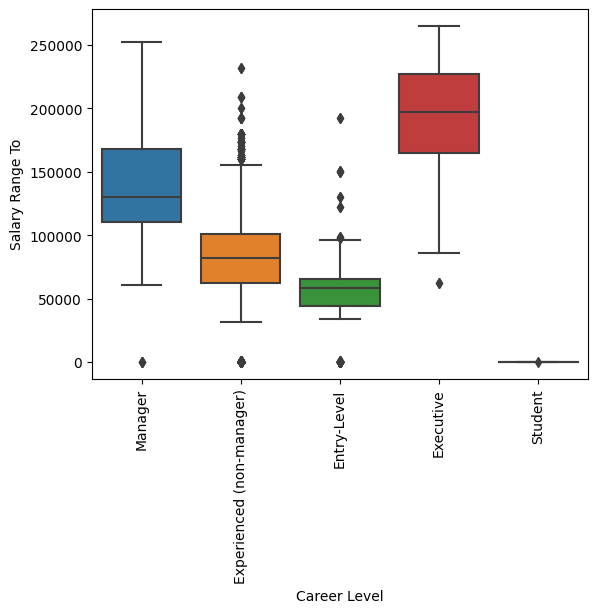 250000
200000
150000
100000
50000
0
Salary Range To
Manager
Experienced (non-manager)
Entry-Level
Executive
Student
Career Level